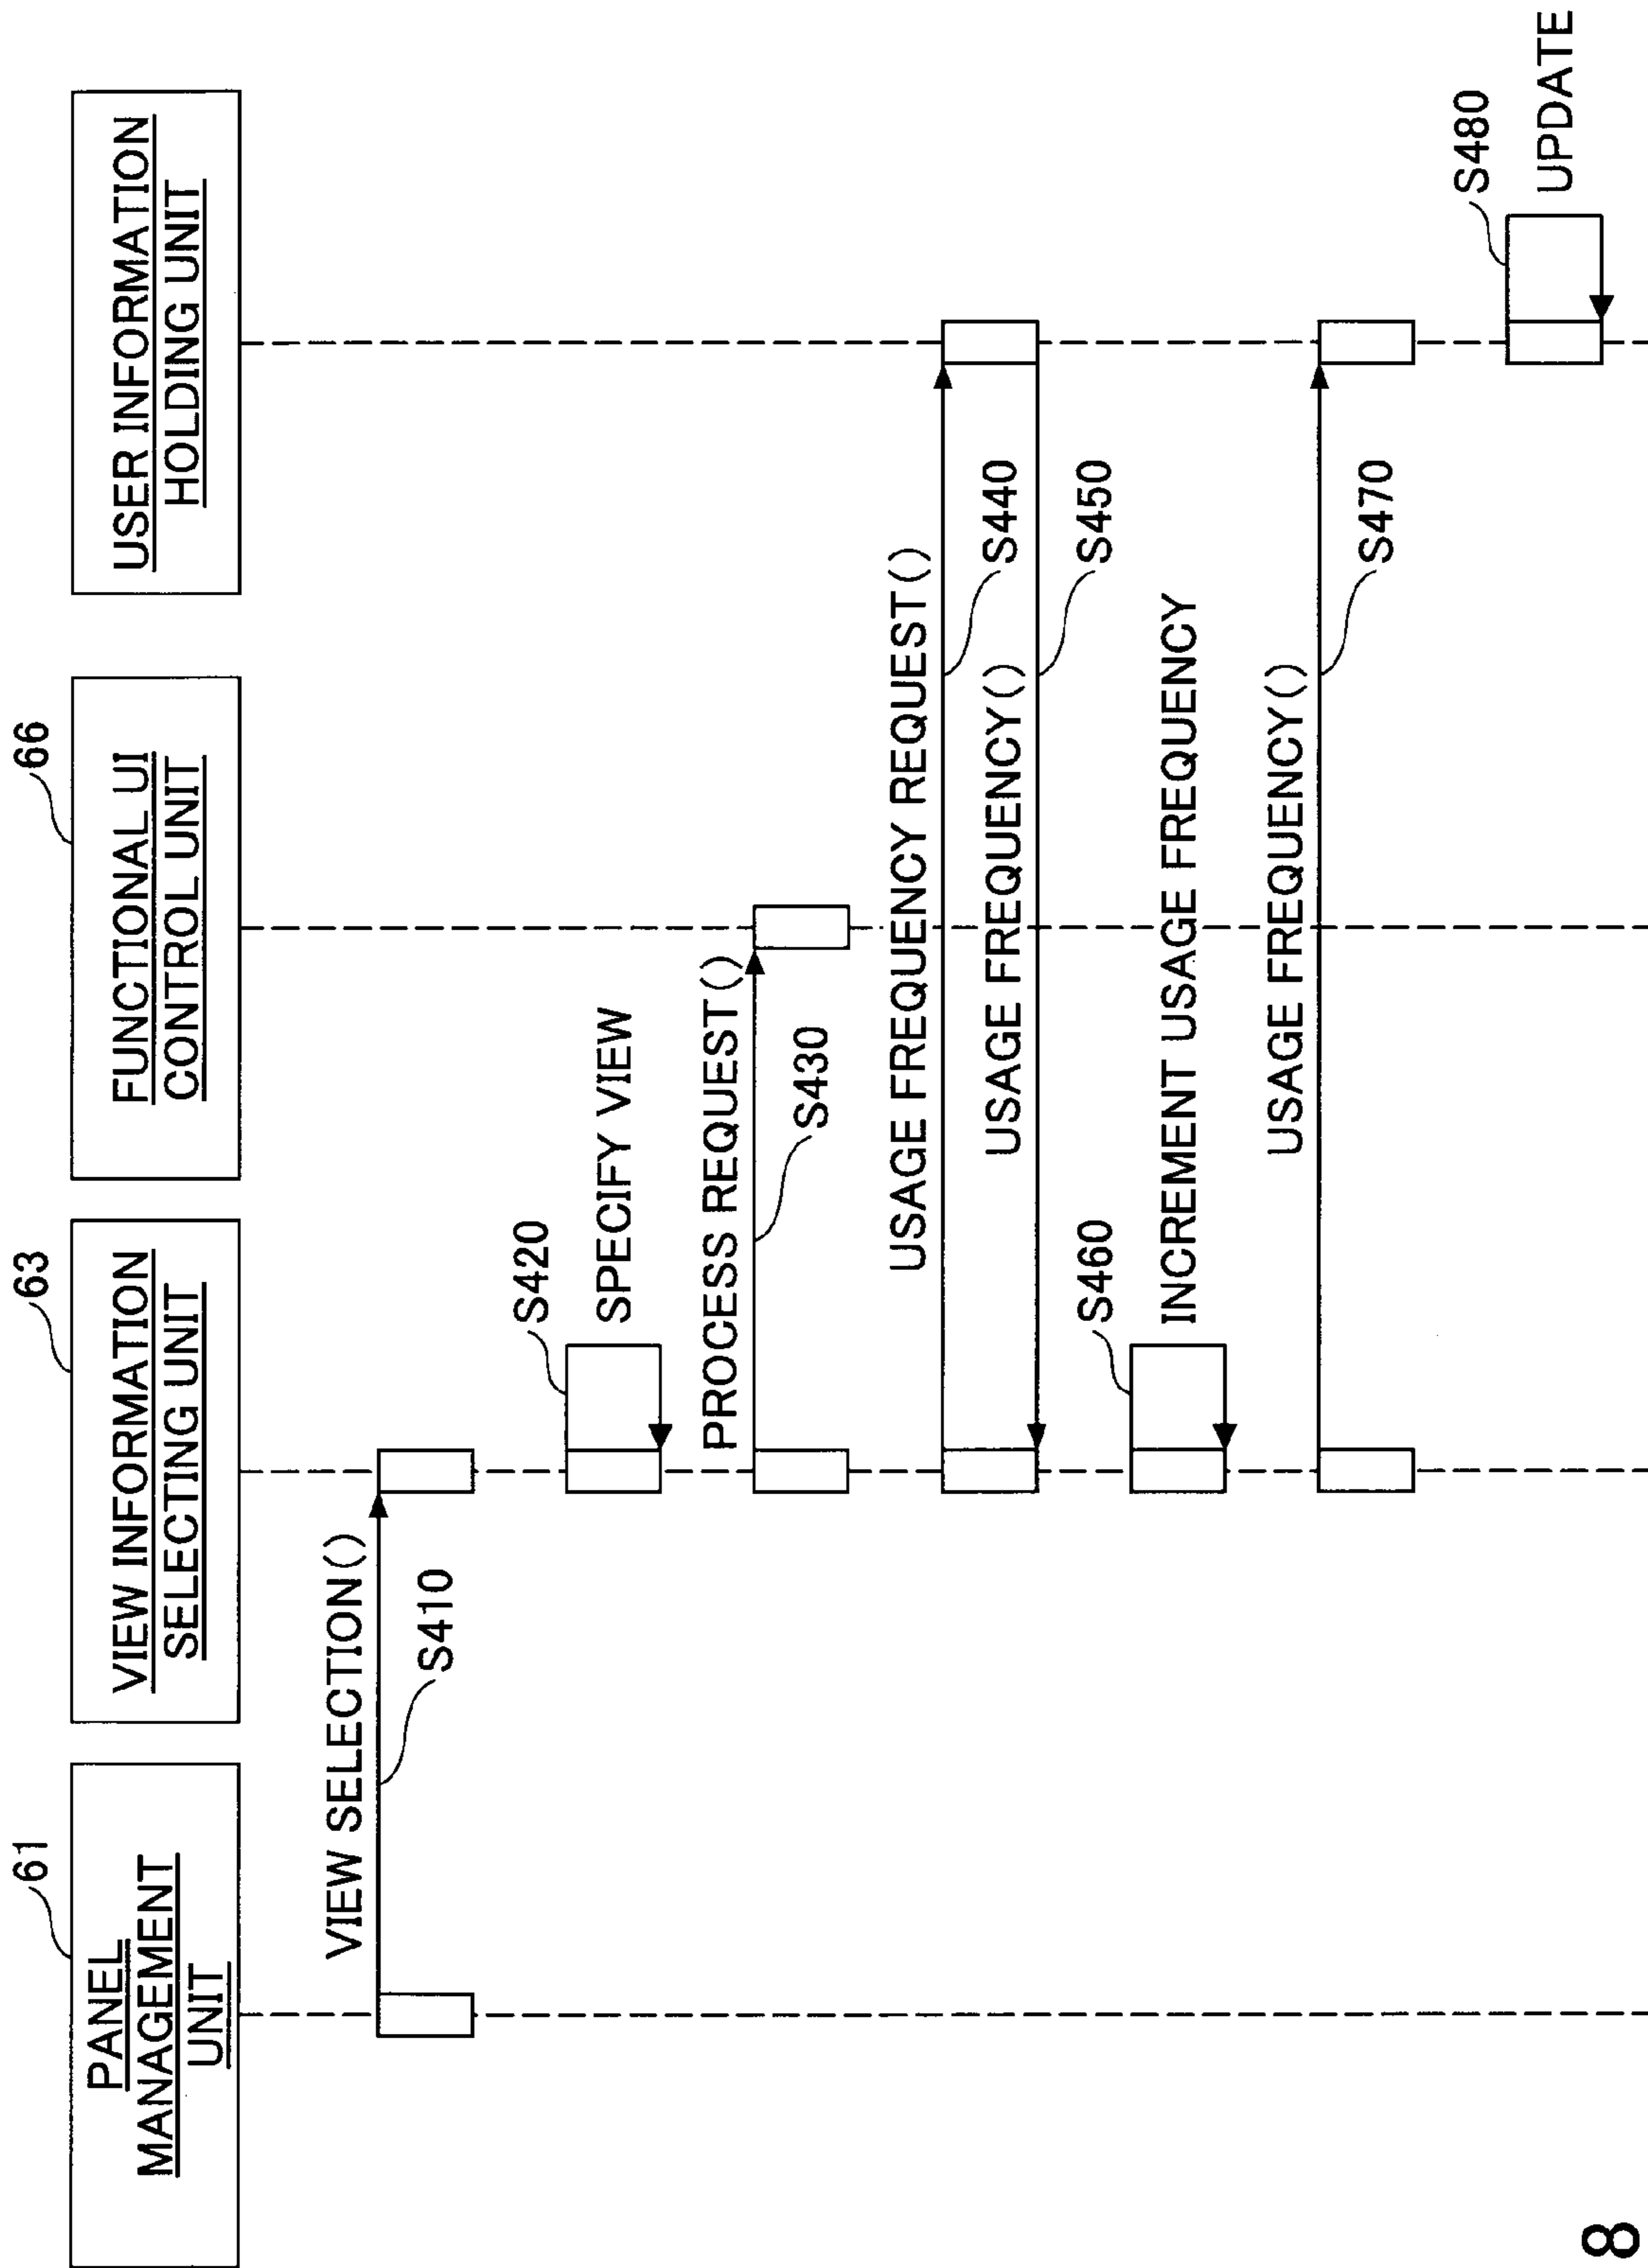 61
PANEL
MANAGEMENT
UNIT
63
VIEW INFORMATION
SELECTING UNIT
66
FUNCTIONAL UI
CONTROL UNIT
USER INFORMATION
HOLDING UNIT
VIEW SELECTION()
S410
S420
SPECIFY VIEW
PROCESS REQUEST()
S430
USAGE FREQUENCY REQUEST()
S440
USAGE FREQUENCY()
S450
S460
INCREMENT USAGE FREQUENCY
USAGE FREQUENCY()
S470
S480
UPDATE
8